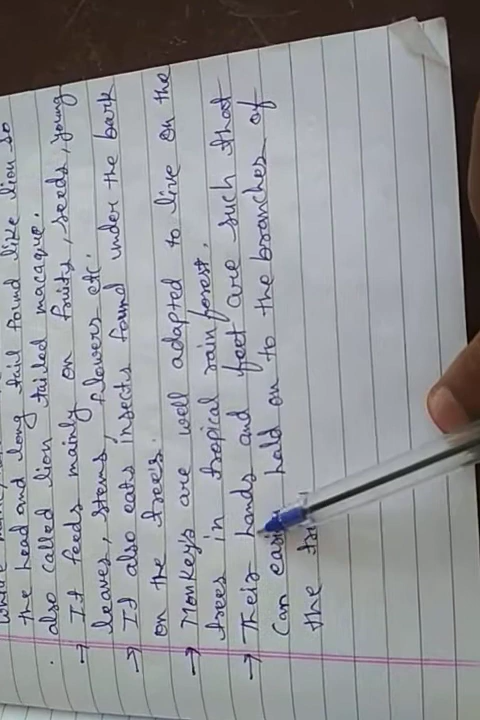 the head and long tail found like lion so
. also called lion tailed macaque.
→ It feeds mainly on fruits, seeds, young
leaves, stems, flowers etc.
→ It also eats insects found under the bark
on the trees.
→ Monkeys are well adapted to live on the
trees in tropical rain forest.
→ Their hands and feet are such that
Can hold on to the branches of
the